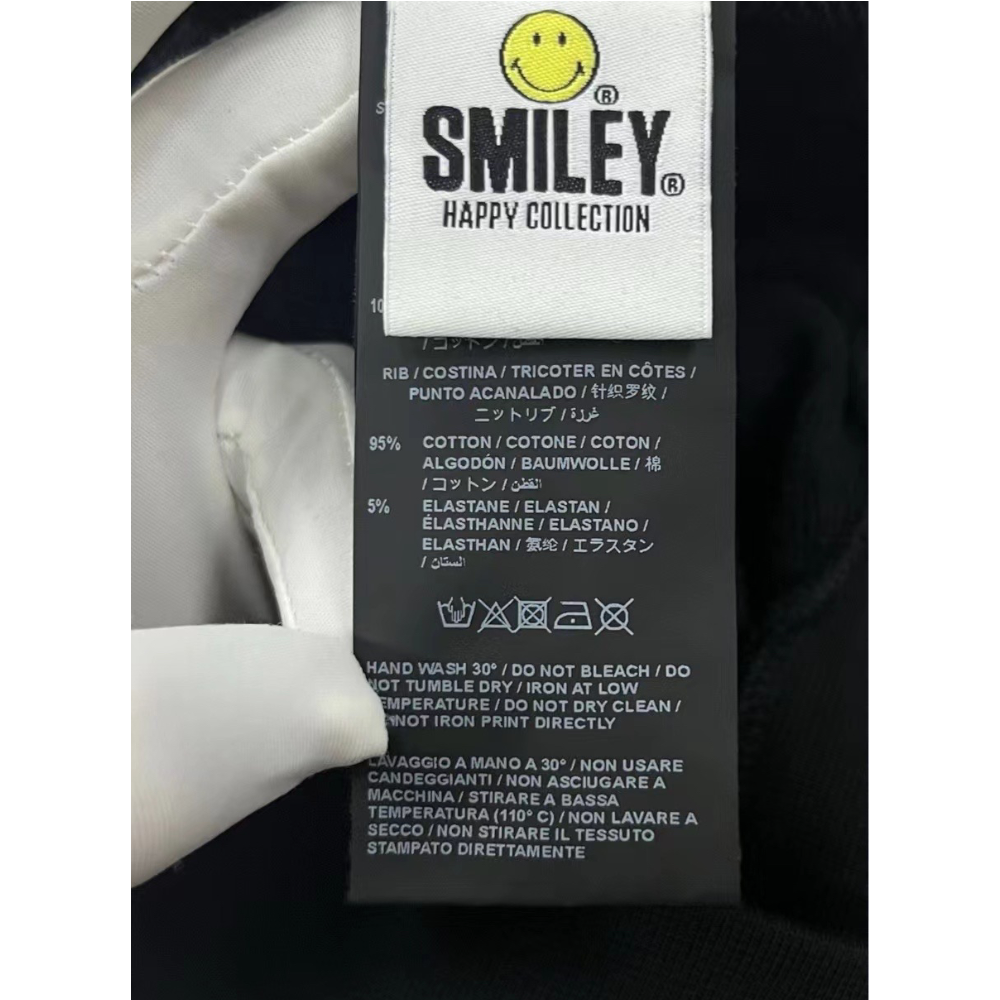 ®
SMILEY®
HAPPY COLLECTION
10
/ コットン / القطن
RIB / COSTINA / TRICOTER EN CÔTES /
PUNTO ACANALADO / 针织罗纹 /
ニットリブ / غرزة
95% COTTON / COTONE / COTON /
ALGODÓN / BAUMWOLLE / 棉
/ コットン / القطن
5% ELASTANE / ELASTAN /
ÉLASTHANNE / ELASTANO /
ELASTHAN / 氨纶 / エラスタン
/ الستان
HAND WASH 30° / DO NOT BLEACH / DO
NOT TUMBLE DRY / IRON AT LOW
TEMPERATURE / DO NOT DRY CLEAN /
NOT IRON PRINT DIRECTLY
LAVAGGIO A MANO A 30° / NON USARE
CANDEGGIANTI / NON ASCIUGARE A
MACCHINA / STIRARE A BASSA
TEMPERATURA (110° C) / NON LAVARE A
SECCO / NON STIRARE IL TESSUTO
STAMPATO DIRETTAMENTE